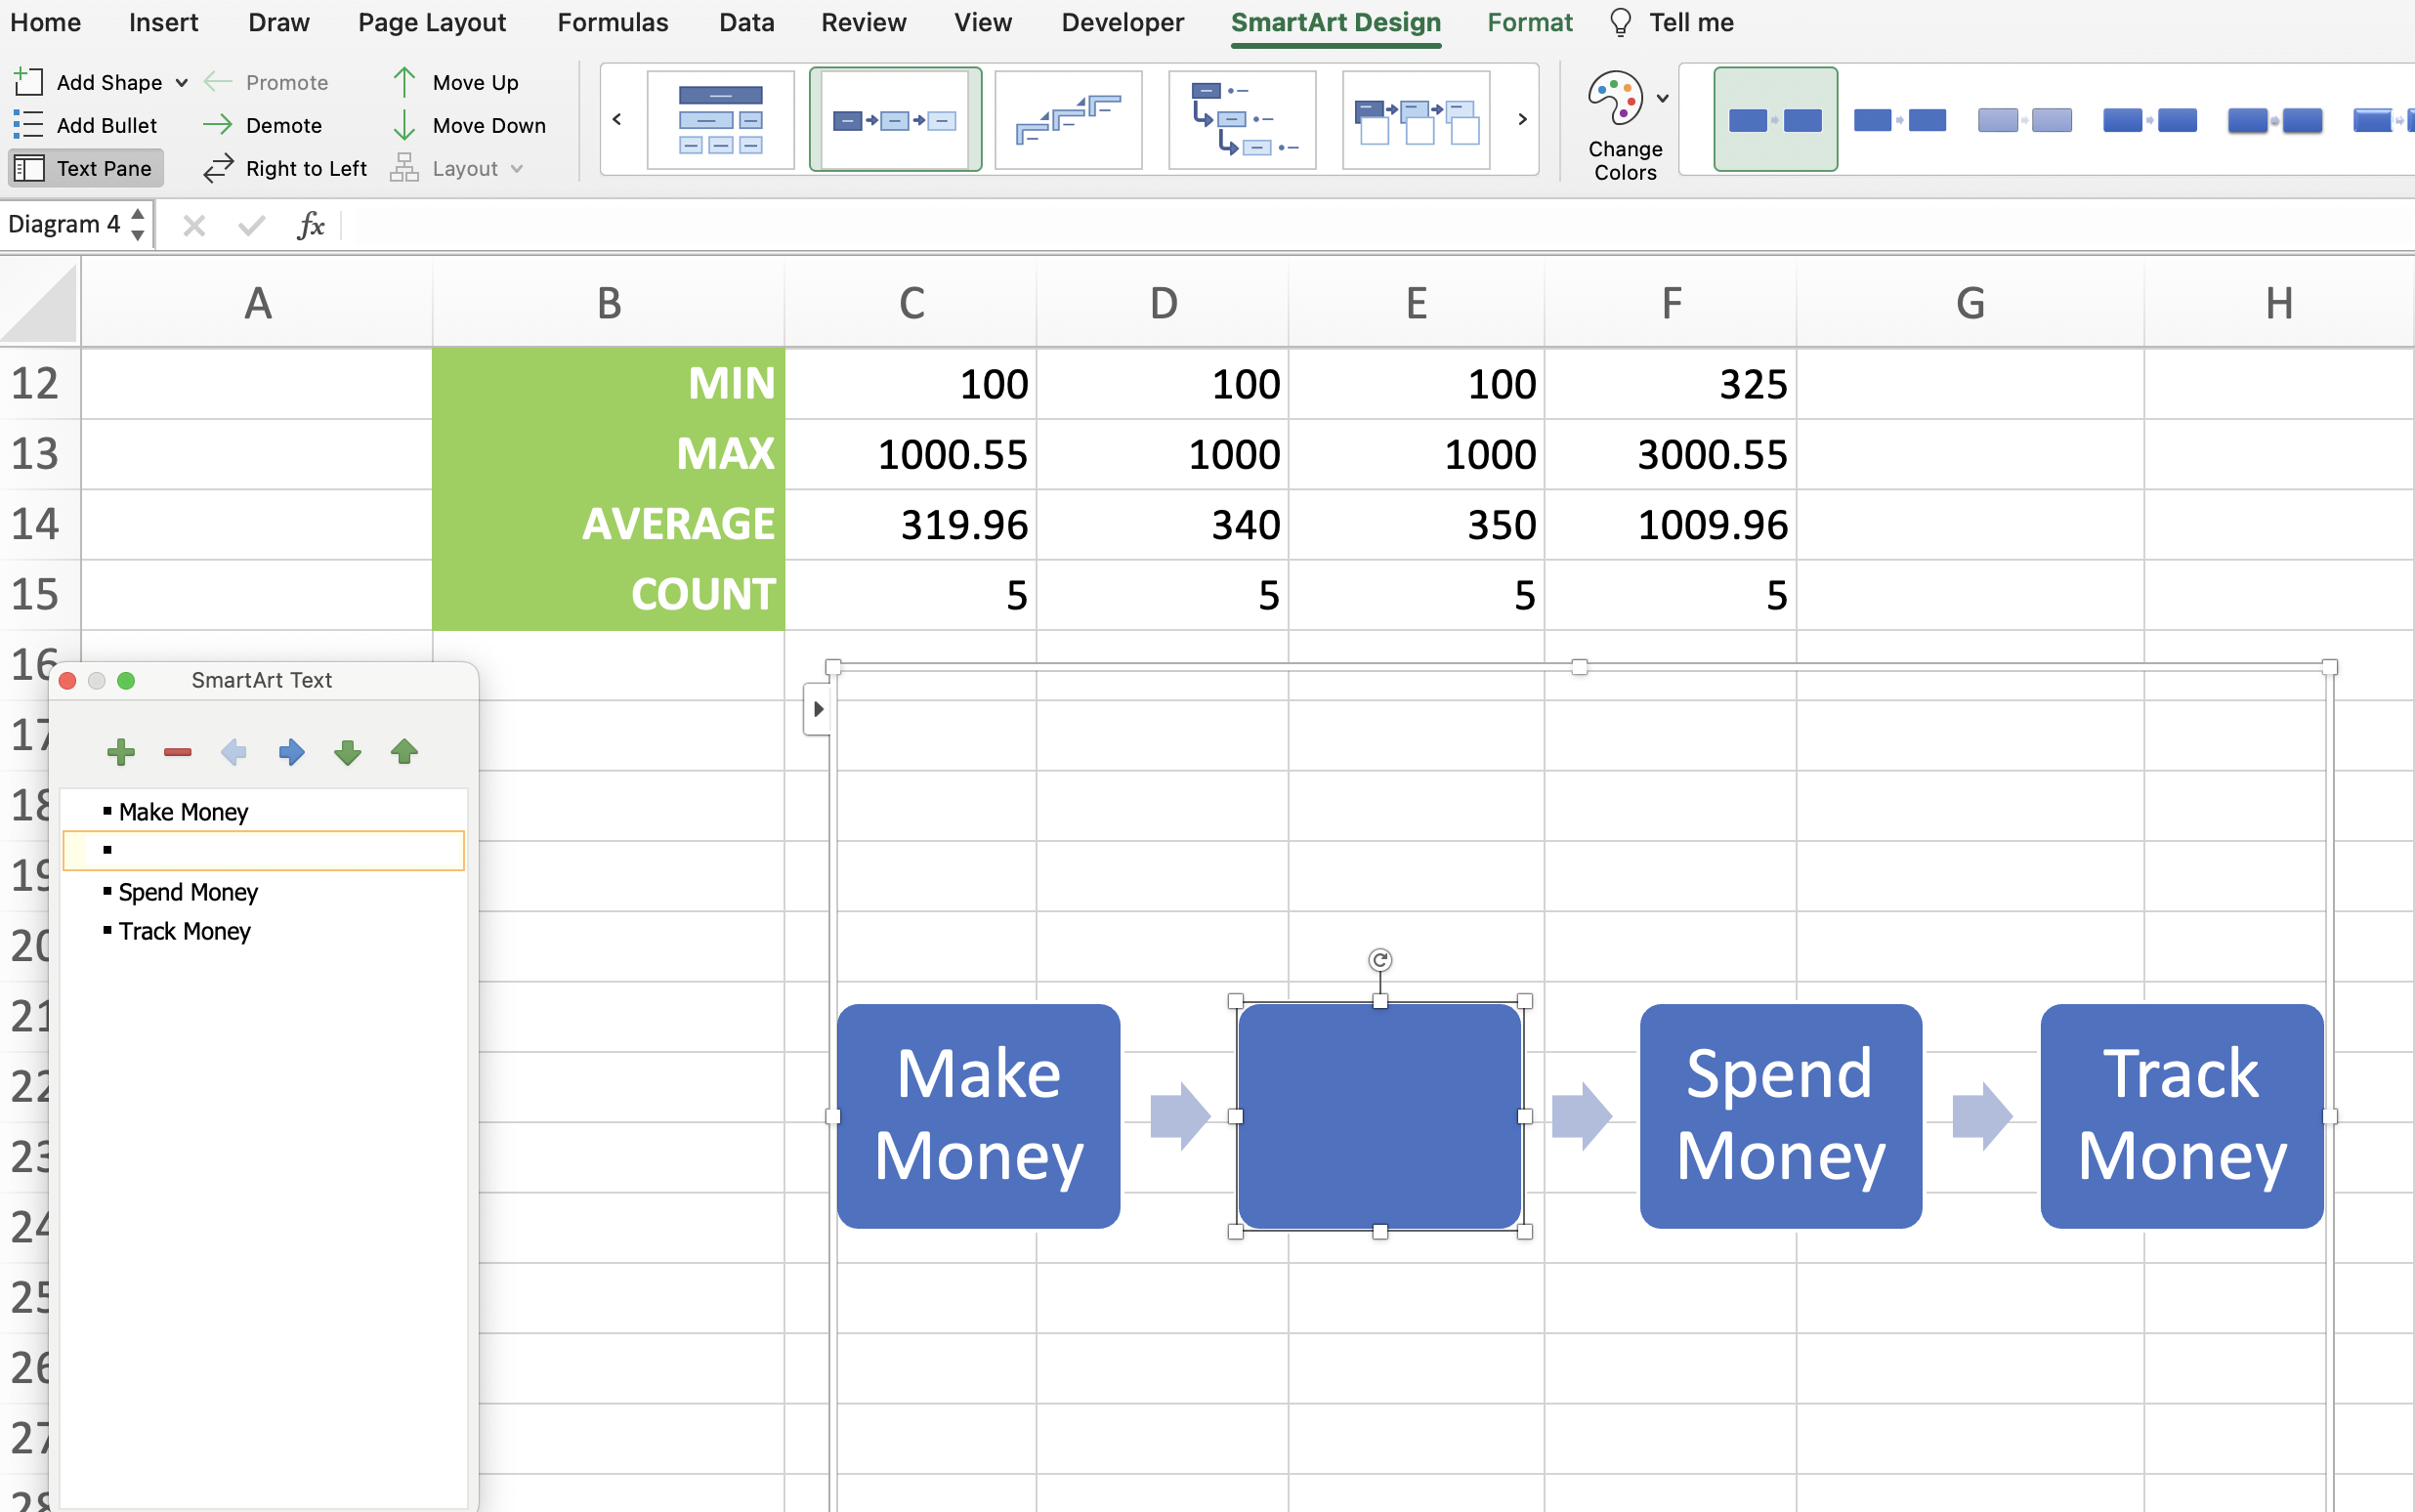 Home Insert Draw Page Layout Formulas Data Review View Developer SmartArt Design Format Tell me
Add Shape Promote Move Up
Add Bullet Demote Move Down
Text Pane Right to Left Layout
Change
Colors
Diagram 4 fx
A B C D E F G H
12 MIN 100 100 100 325
13 MAX 1000.55 1000 1000 3000.55
14 AVERAGE 319.96 340 350 1009.96
15 COUNT 5 5 5 5
16
SmartArt Text
17
18
Make Money
19
Spend Money
Track Money
20
21
22
23
24
25
26
27
28
Make
Money
Spend
Money
Track
Money